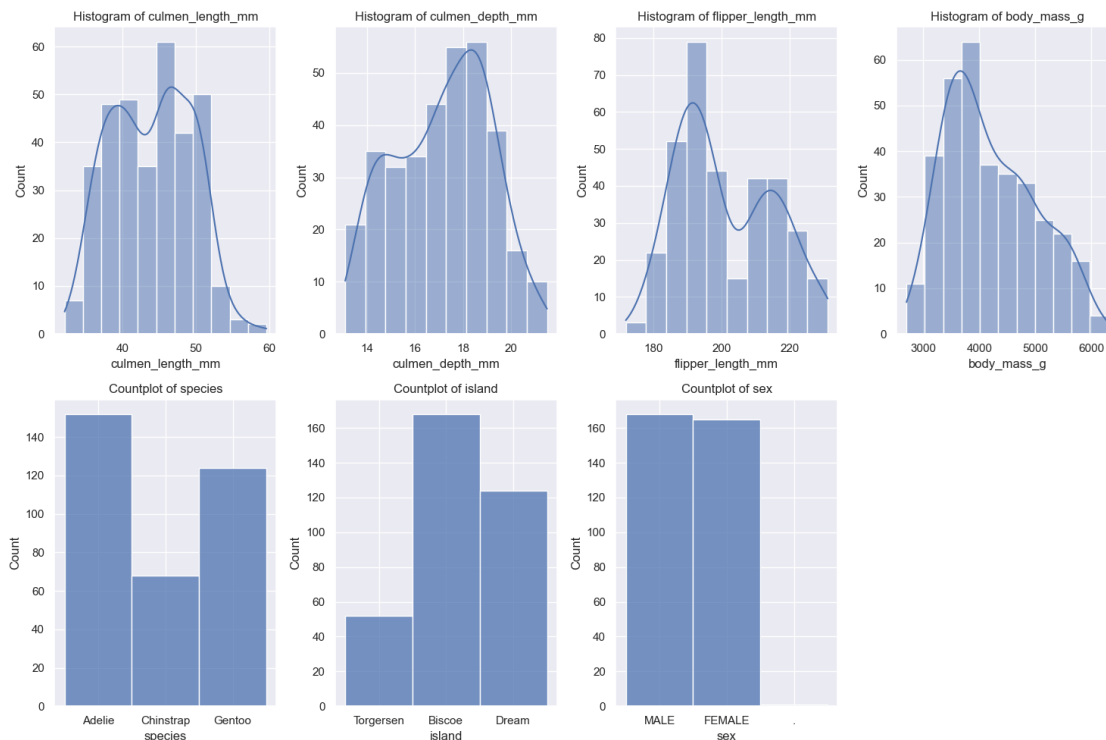 Histogram of culmen_length_mm
Count
60
50
40
30
20
10
0
40
50
60
culmen_length_mm
Histogram of culmen_depth_mm
Count
50
40
30
20
10
0
14
16
18
20
culmen_depth_mm
Histogram of flipper_length_mm
Count
80
70
60
50
40
30
20
10
0
180
200
220
flipper_length_mm
Histogram of body_mass_g
Count
60
50
40
30
20
10
0
3000
4000
5000
6000
body_mass_g
Countplot of species
Count
140
120
100
80
60
40
20
0
Adelie
Chinstrap
Gentoo
species
Countplot of island
Count
160
140
120
100
80
60
40
20
0
Torgersen
Biscoe
Dream
island
Countplot of sex
Count
160
140
120
100
80
60
40
20
0
MALE
FEMALE
.
sex